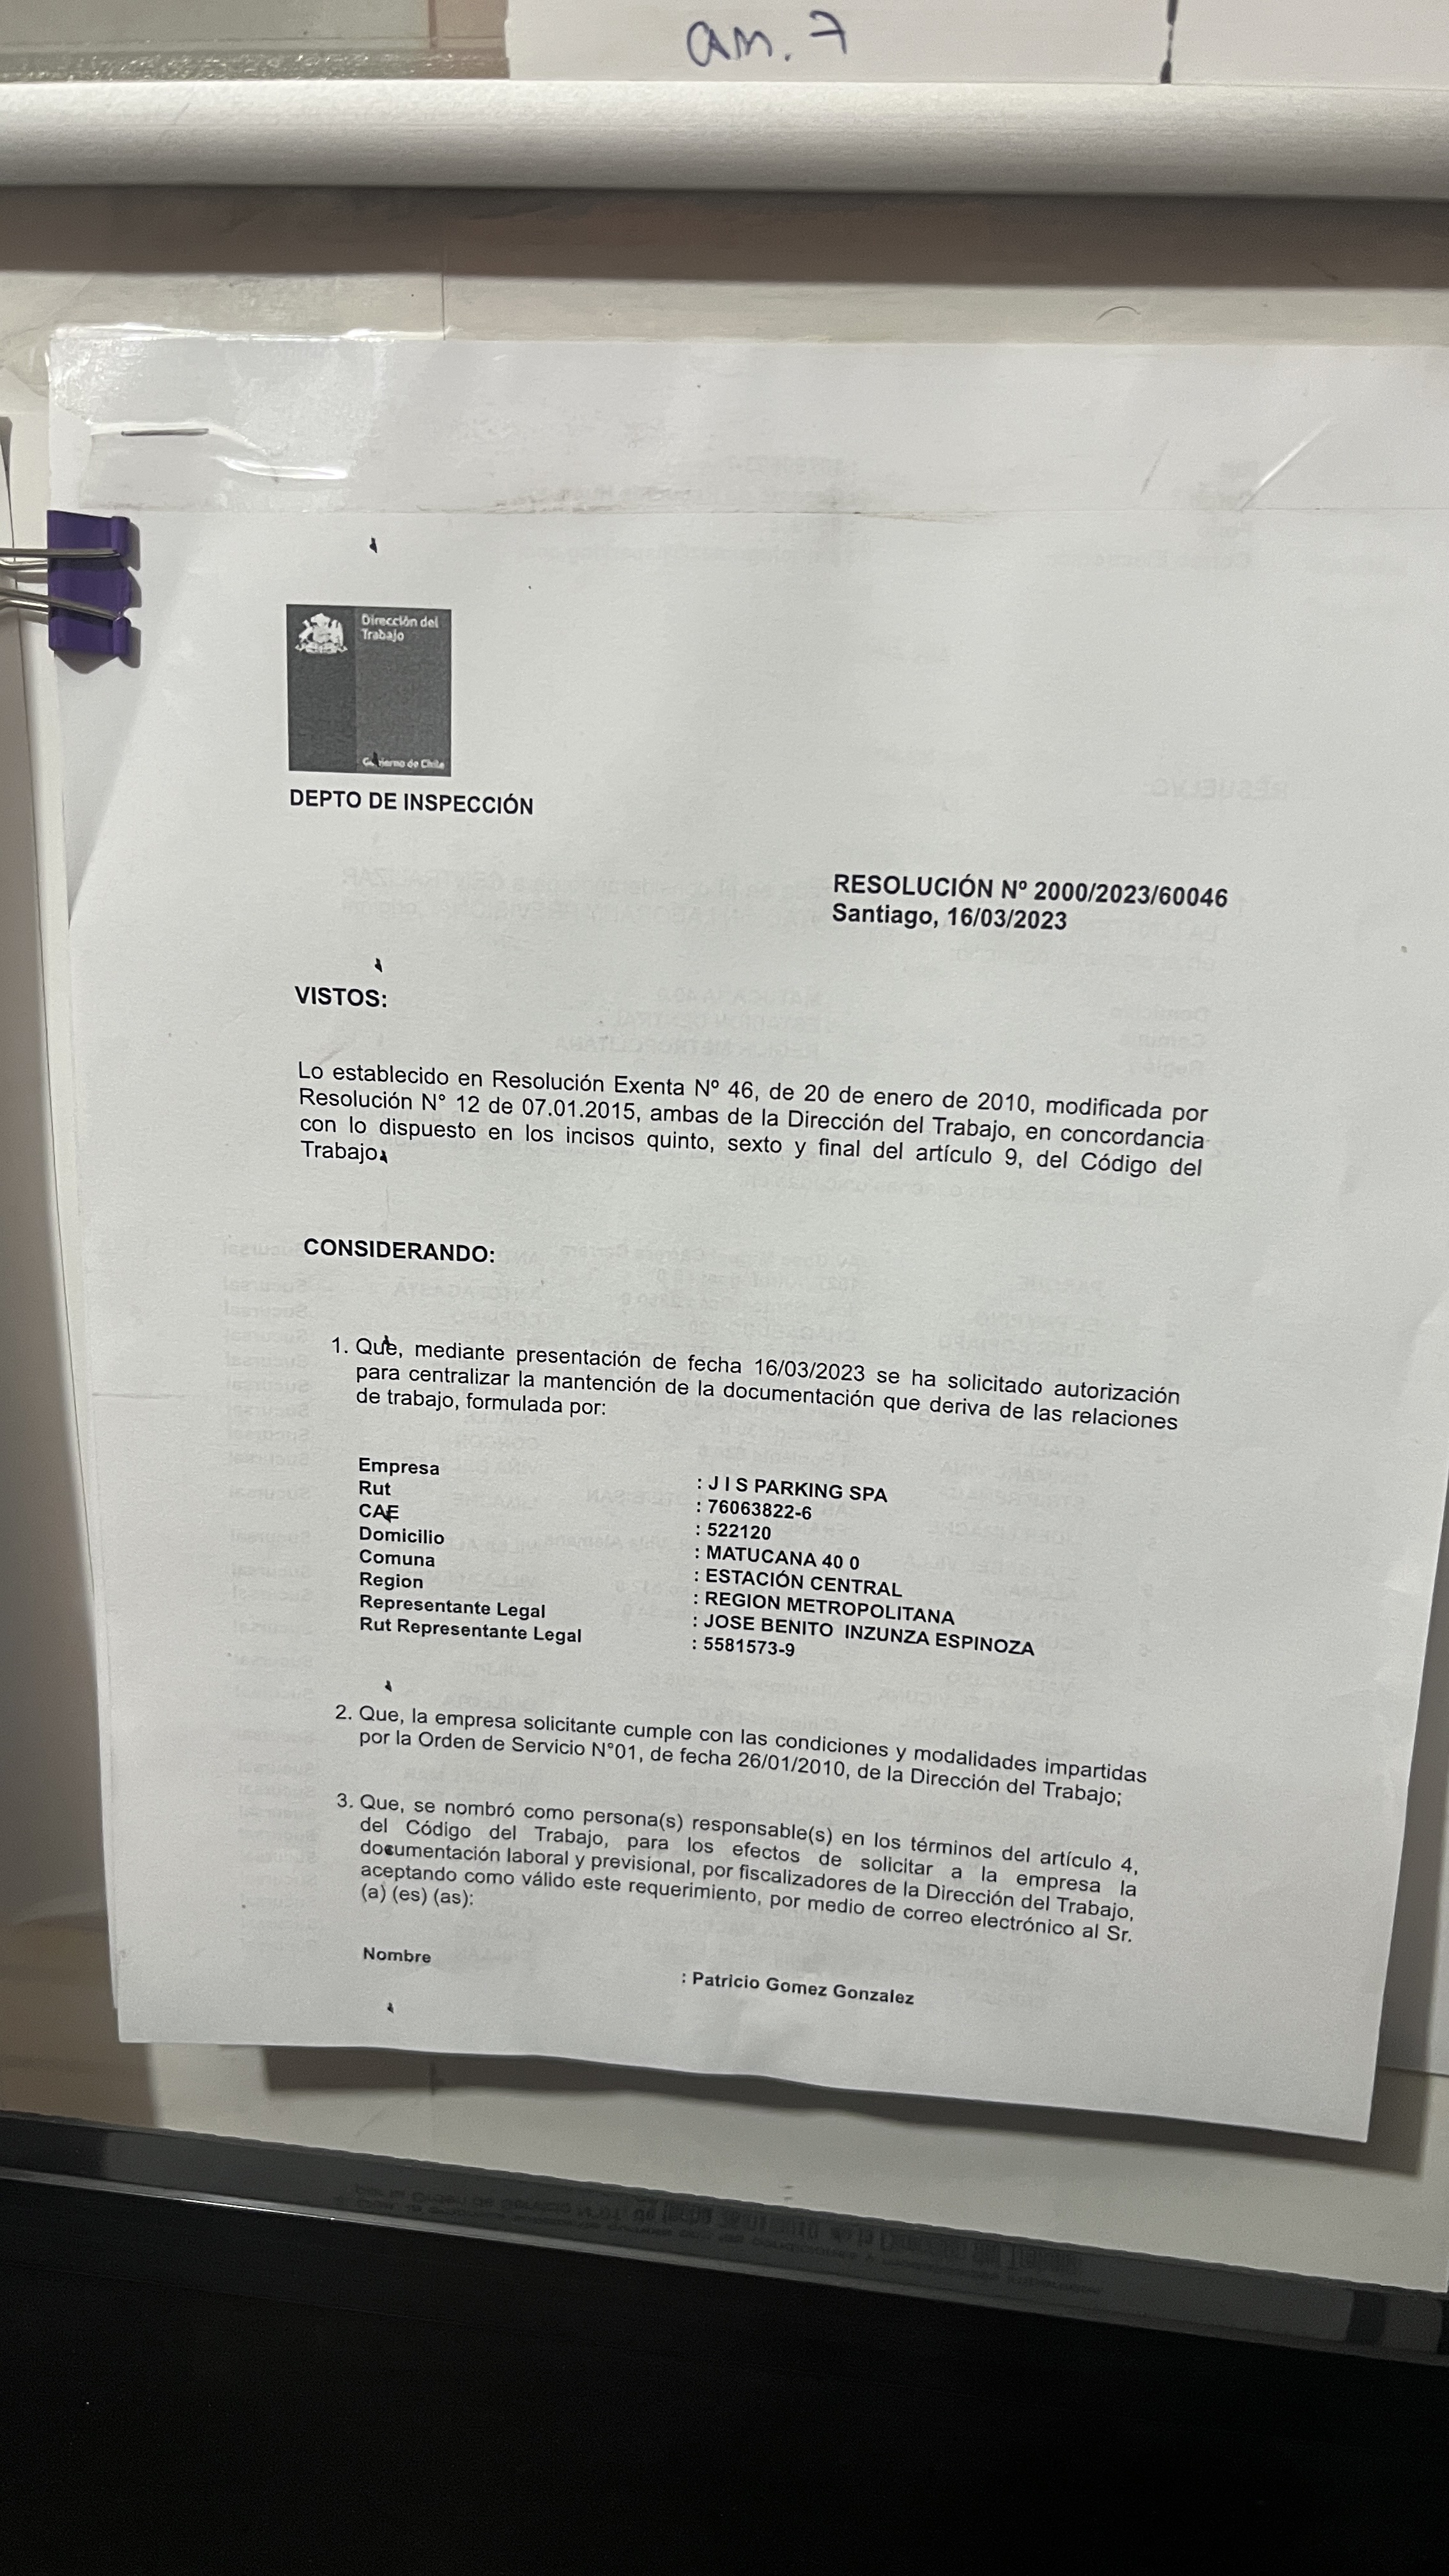 am. 7
Dirección del
Trabajo
Gobierno de Chile
DEPTO DE INSPECCIÓN
RESOLUCIÓN Nº 2000/2023/60046
Santiago, 16/03/2023
VISTOS:
Lo establecido en Resolución Exenta Nº 46, de 20 de enero de 2010, modificada por
Resolución N° 12 de 07.01.2015, ambas de la Dirección del Trabajo, en concordancia
con lo dispuesto en los incisos quinto, sexto y final del artículo 9, del Código del
Trabajo.
CONSIDERANDO:
1. Que, mediante presentación de fecha 16/03/2023 se ha solicitado autorización
para centralizar la mantención de la documentación que deriva de las relaciones
de trabajo, formulada por:
Empresa : J I S PARKING SPA
Rut : 76063822-6
CAE : 522120
Domicilio : MATUCANA 40 0
Comuna : ESTACIÓN CENTRAL
Region : REGION METROPOLITANA
Representante Legal : JOSE BENITO INZUNZA ESPINOZA
Rut Representante Legal : 5581573-9
2. Que, la empresa solicitante cumple con las condiciones y modalidades impartidas
por la Orden de Servicio N°01, de fecha 26/01/2010, de la Dirección del Trabajo;
3. Que, se nombró como persona(s) responsable(s) en los términos del artículo 4,
del Código del Trabajo, para los efectos de solicitar a la empresa la
documentación laboral y previsional, por fiscalizadores de la Dirección del Trabajo,
aceptando como válido este requerimiento, por medio de correo electrónico al Sr.
(a) (es) (as):
Nombre : Patricio Gomez Gonzalez